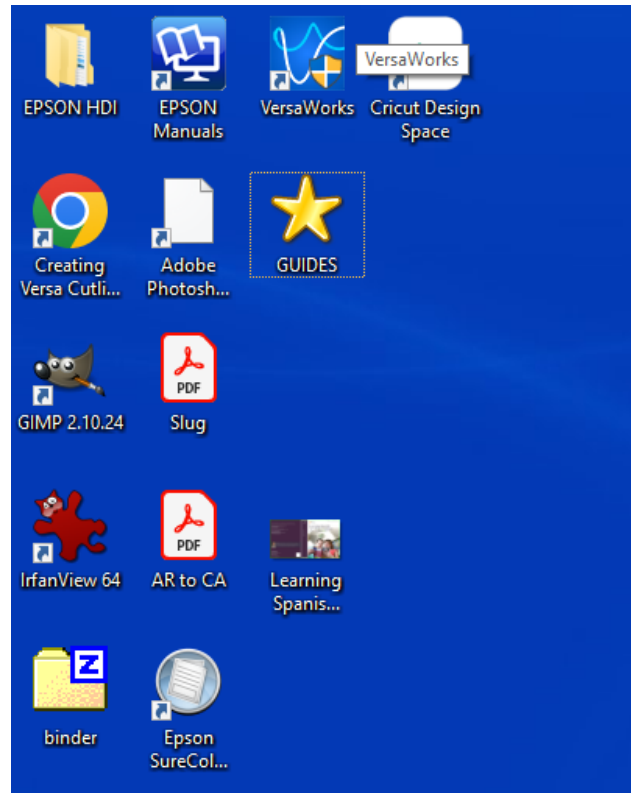 EPSON HDI
EPSON
Manuals
VersaWorks
VersaWorks
Cricut Design
Space
Creating
Versa Cutli...
Adobe
Photosh...
GUIDES
GIMP 2.10.24
PDF
Slug
IrfanView 64
PDF
AR to CA
Learning
Spanis...
Z
binder
Epson
SureCol...